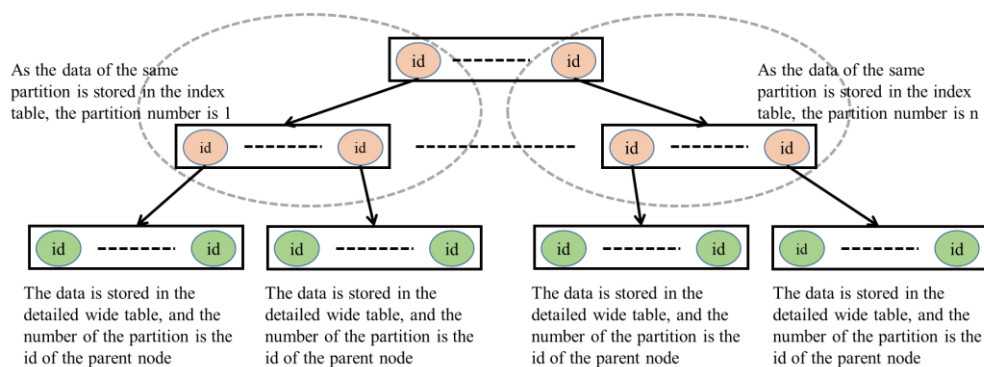 id id
As the data of the same
partition is stored in the index
table, the partition number is 1
As the data of the same
partition is stored in the index
table, the partition number is n
id id id id
id id id id id id id id
The data is stored in the
detailed wide table, and the
number of the partition is the
id of the parent node
The data is stored in the
detailed wide table, and the
number of the partition is the
id of the parent node
The data is stored in the
detailed wide table, and the
number of the partition is the
id of the parent node
The data is stored in the
detailed wide table, and the
number of the partition is the
id of the parent node